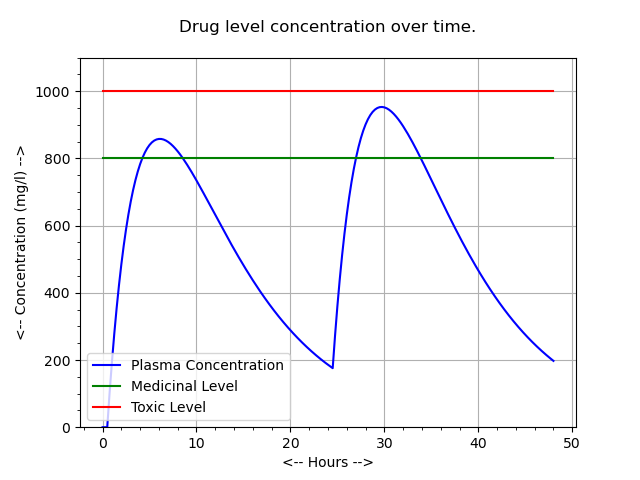 Drug level concentration over time.
<-- Concentration (mg/l) -->
1000
800
600
400
200
0
Plasma Concentration
Medicinal Level
Toxic Level
0 10 20 30 40 50
<-- Hours -->